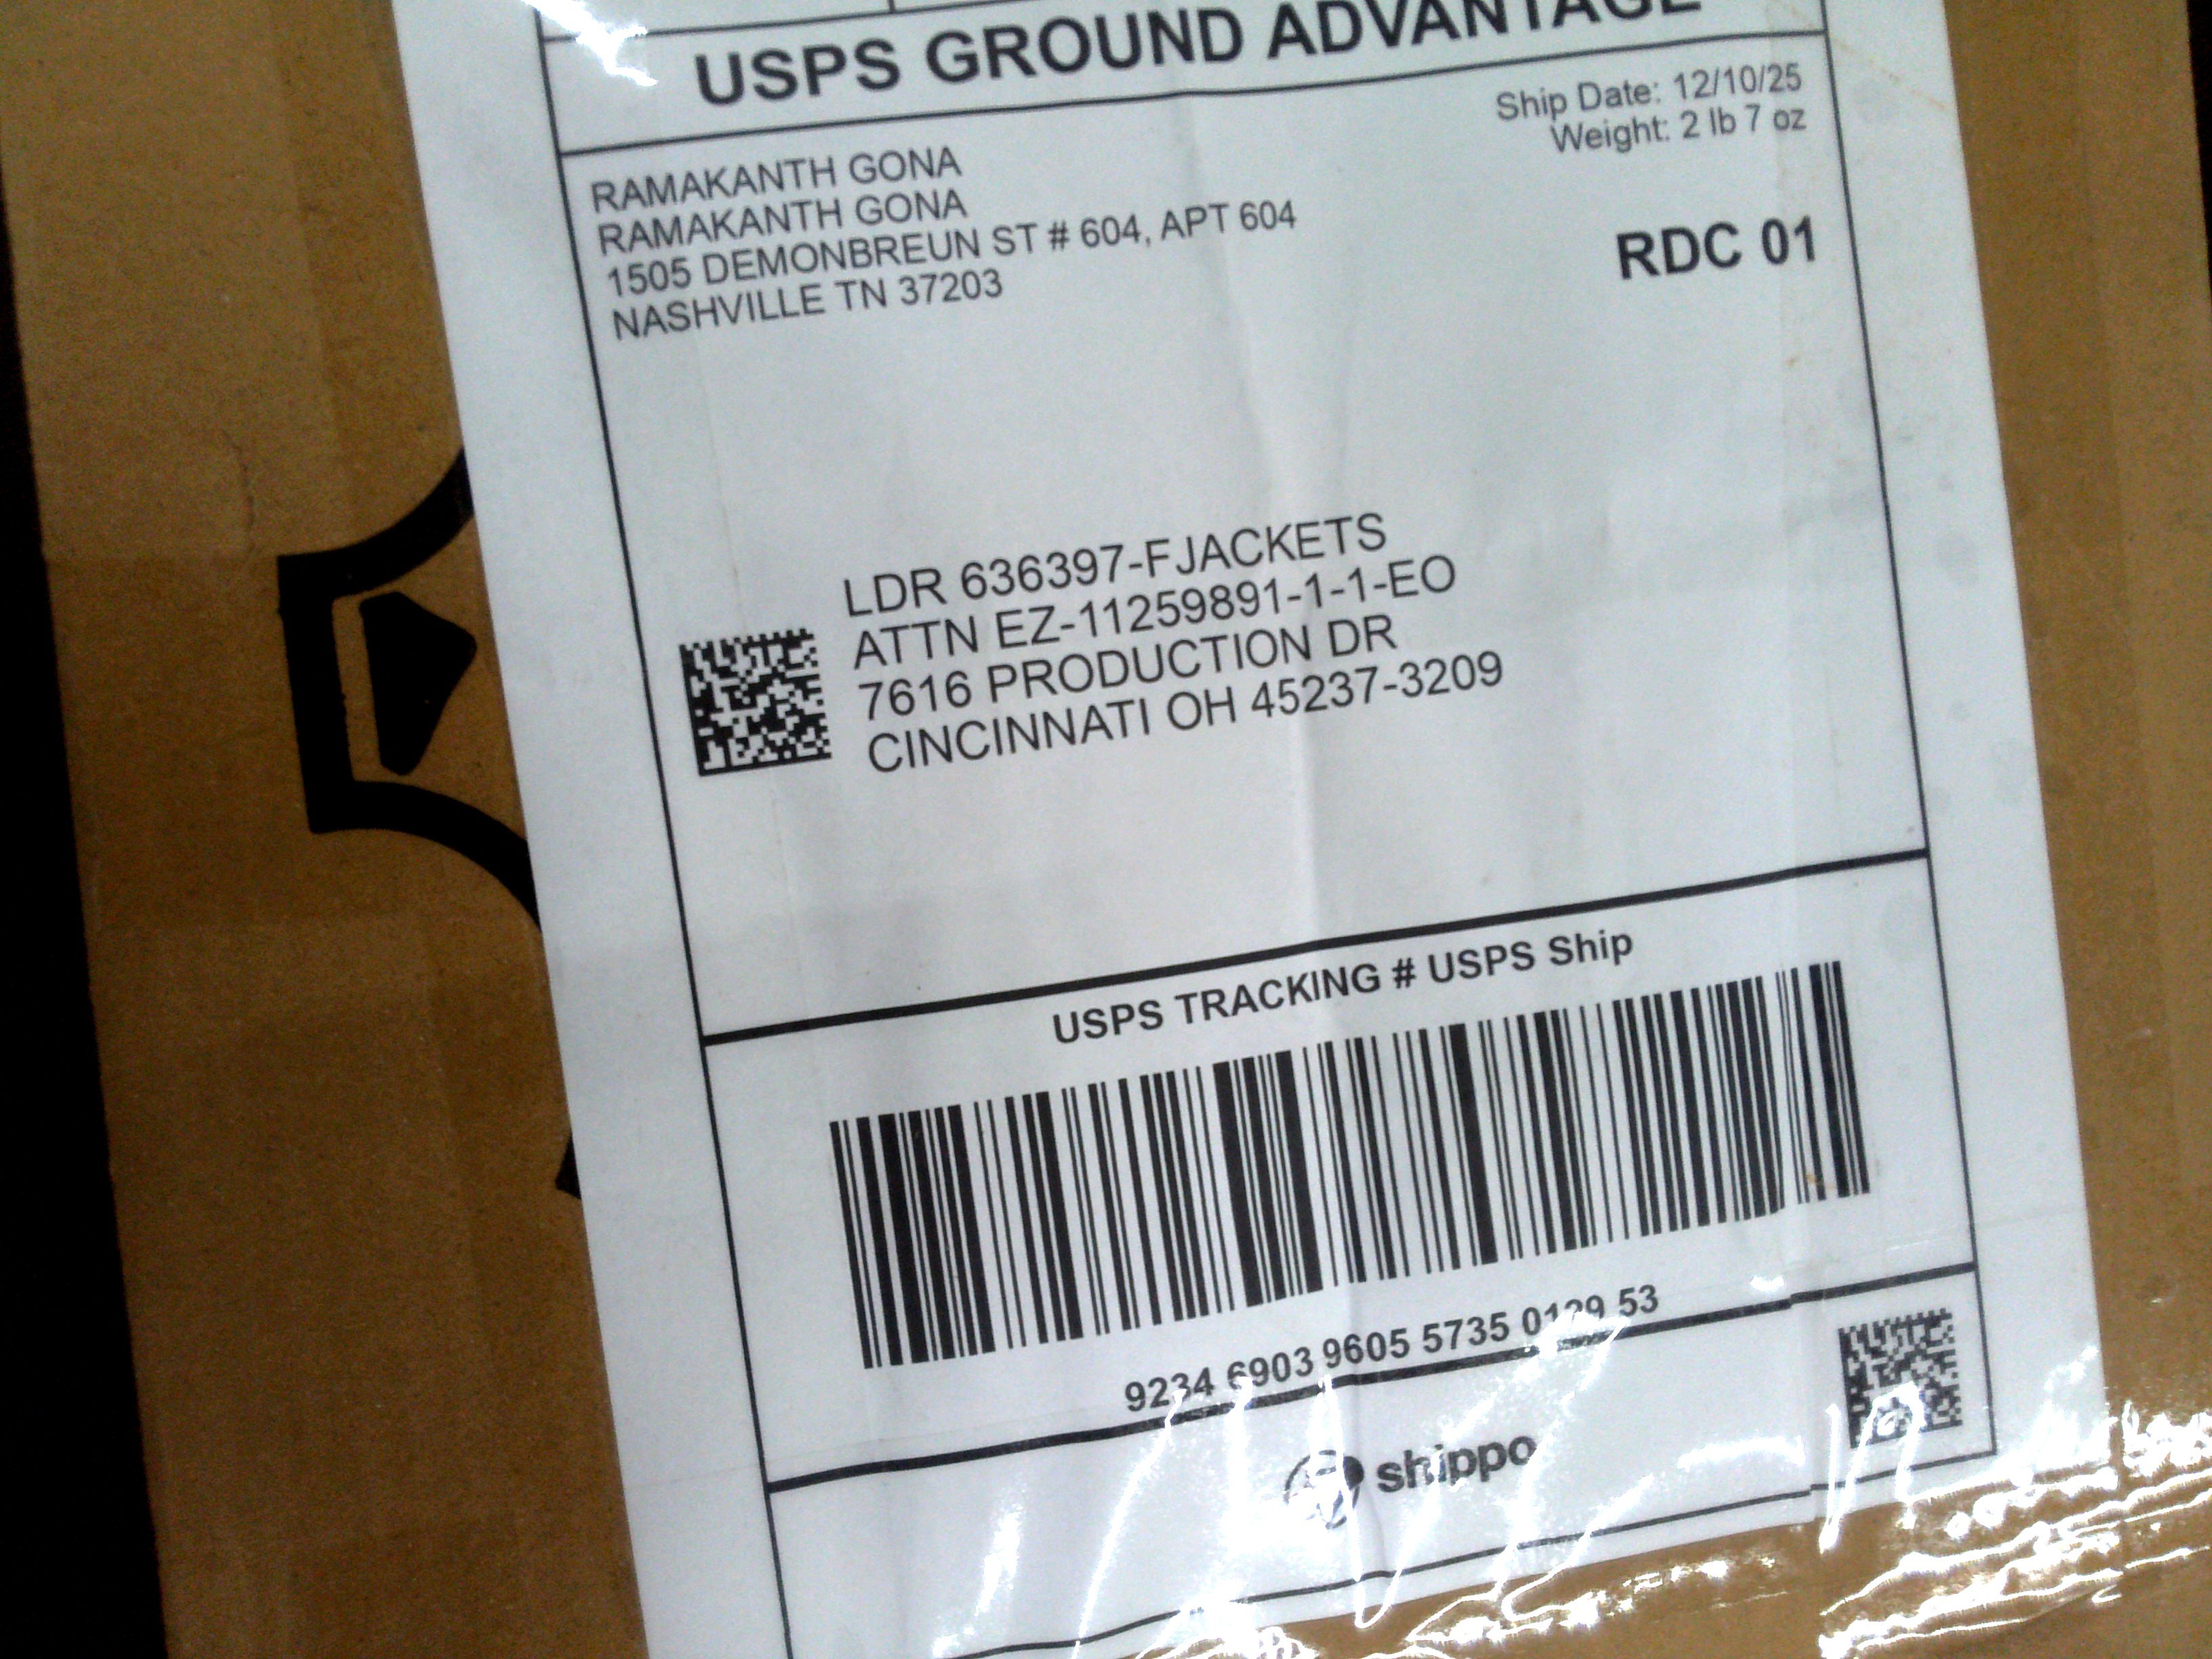 USPS GROUND ADVANTAGE
Ship Date: 12/10/25
Weight: 2 lb 7 oz
RAMAKANTH GONA
RAMAKANTH GONA
1505 DEMONBREUN ST # 604, APT 604
NASHVILLE TN 37203
RDC 01
LDR 636397-FJACKETS
ATTN EZ-11259891-1-1-EO
7616 PRODUCTION DR
CINCINNATI OH 45237-3209
USPS TRACKING # USPS Ship
9234 6903 9605 5735 0129 53
shippo